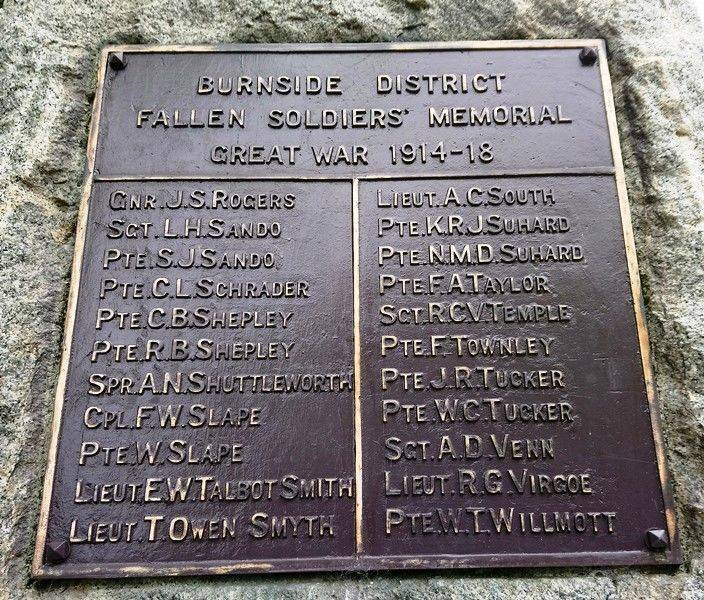 BURNSIDE DISTRICT
FALLEN SOLDIERS' MEMORIAL
GREAT WAR 1914-18
GNR. J.S. ROGERS
SGT. L.H. SANDO
PTE. S.J. SANDO
PTE. C.L. SCHRADER
PTE. C.B. SHEPLEY
PTE. R.B. SHEPLEY
SPR. A.N. SHUTTLEWORTH
CPL. F.W. SLAPE
PTE. W. SLAPE
LIEUT. E.W. TALBOT SMITH
LIEUT. T. OWEN SMYTH
LIEUT. A.C. SOUTH
PTE. K.R.J. SUHARD
PTE. N.M.D. SUHARD
PTE. F.A. TAYLOR
SGT. R.C.V. TEMPLE
PTE. F. TOWNLEY
PTE. J.R. TUCKER
PTE. W.C. TUCKER
SGT. A.D. VENN
LIEUT. R.G. VIRGOE
PTE. W.T. WILLMOTT